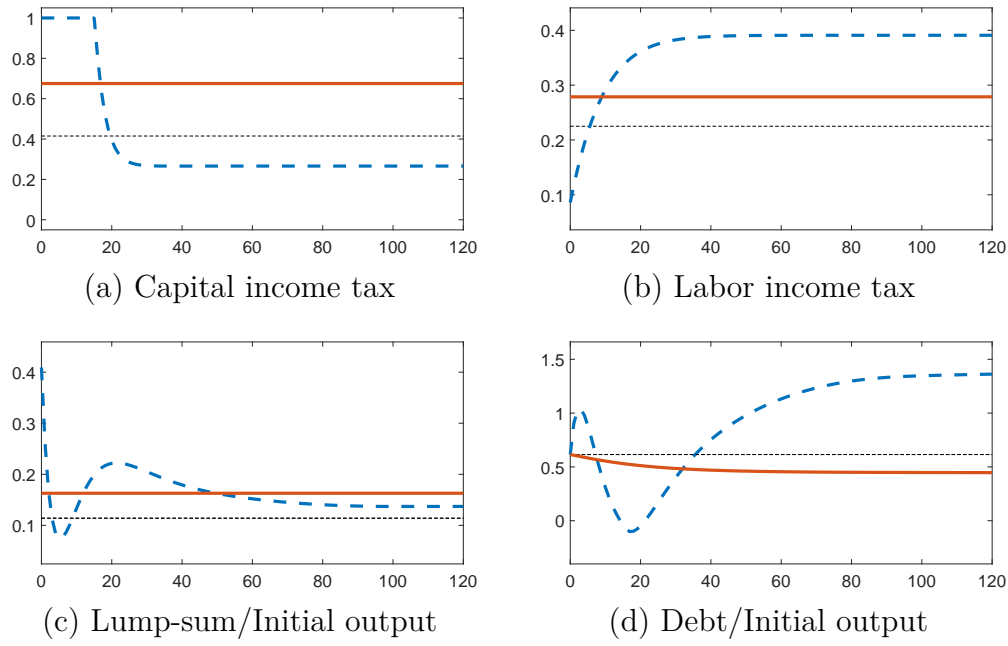 1
0.8
0.6
0.4
0.2
0
0 20 40 60 80 100 120
(a) Capital income tax
0.4
0.3
0.2
0.1
0 20 40 60 80 100 120
(b) Labor income tax
0.4
0.3
0.2
0.1
0 20 40 60 80 100 120
(c) Lump-sum/Initial output
1.5
1
0.5
0
0 20 40 60 80 100 120
(d) Debt/Initial output